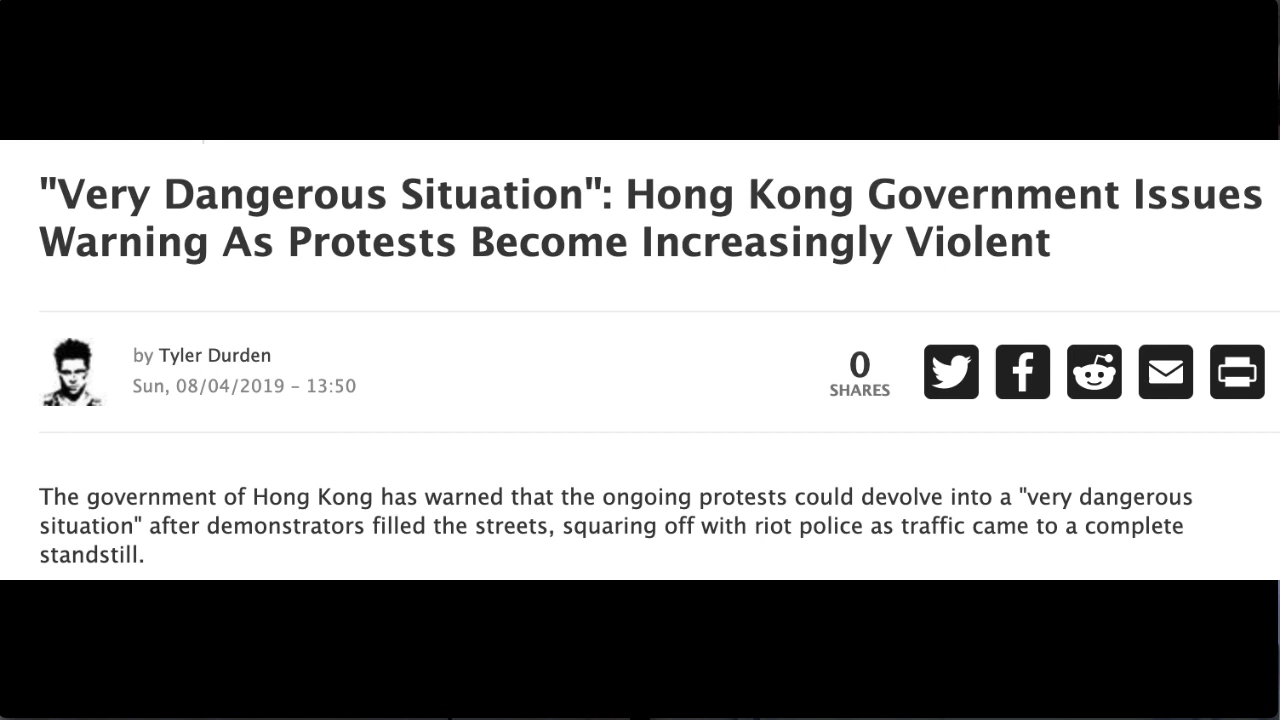 "Very Dangerous Situation": Hong Kong Government Issues
Warning As Protests Become Increasingly Violent
by Tyler Durden
Sun, 08/04/2019 – 13:50
0
SHARES
The government of Hong Kong has warned that the ongoing protests could devolve into a "very dangerous
situation" after demonstrators filled the streets, squaring off with riot police as traffic came to a complete
standstill.